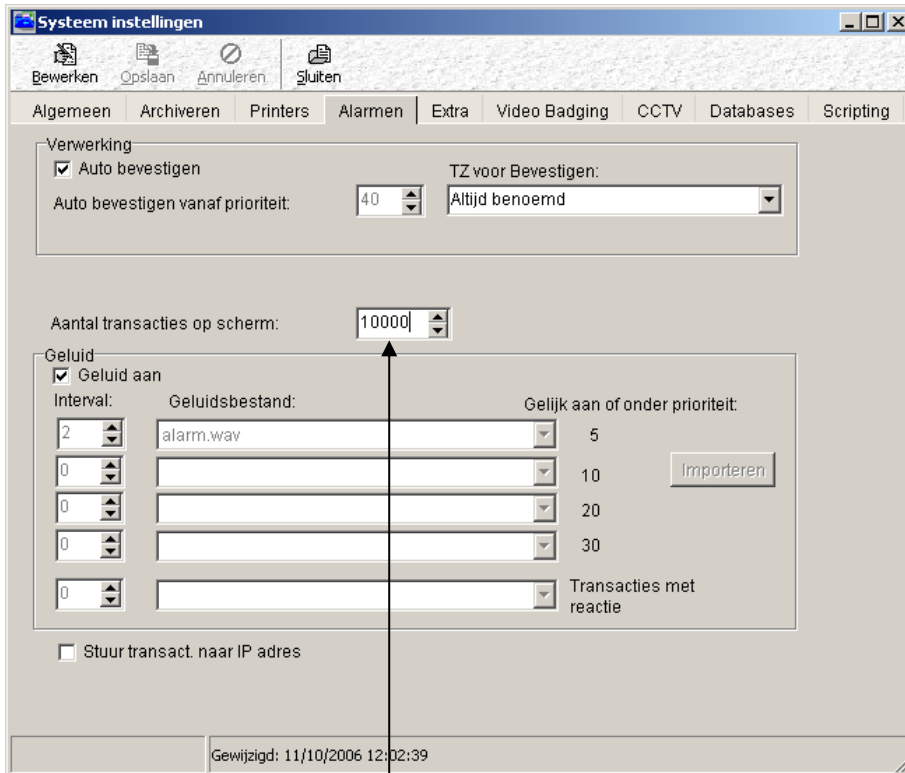 Systeem instellingen
Bewerken Opslaan Annuleren Sluiten
Algemeen Archiveren Printers Alarmen Extra Video Badging CCTV Databases Scripting
Verwerking
Auto bevestigen
TZ voor Bevestigen:
Auto bevestigen vanaf prioriteit: 40 Altijd benoemd
Aantal transacties op scherm: 10000
Geluid
Geluid aan
Interval: Geluidsbestand: Gelijk aan of onder prioriteit:
2 alarm.wav 5
0 10 Importeren
0 20
0 30
0 Transacties met
reactie
Stuur transact. naar IP adres
Gewijzigd: 11/10/2006 12:02:39